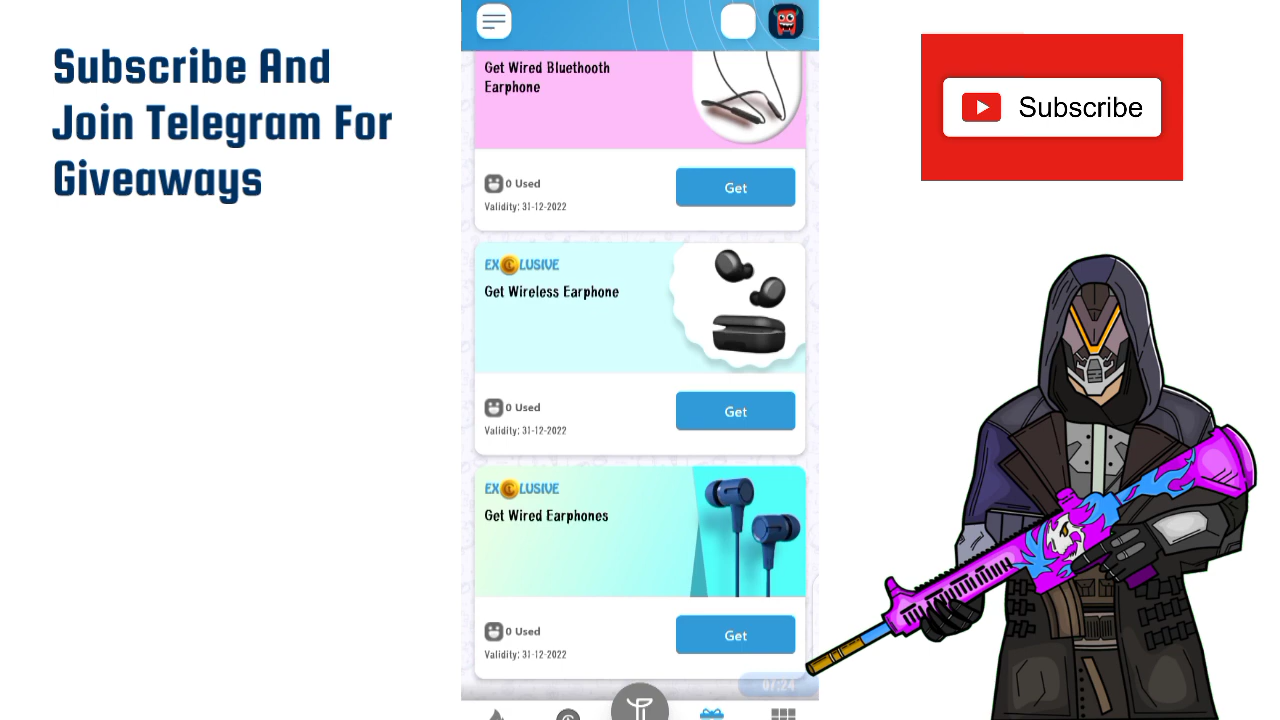 Subscribe And
Join Telegram For
Giveaways
Subscribe
Get Wired Bluethooth
Earphone
0 Used
Validity: 31-12-2022
Get
EXCLUSIVE
Get Wireless Earphone
0 Used
Validity: 31-12-2022
Get
EXCLUSIVE
Get Wired Earphones
0 Used
Validity: 31-12-2022
Get
07:24